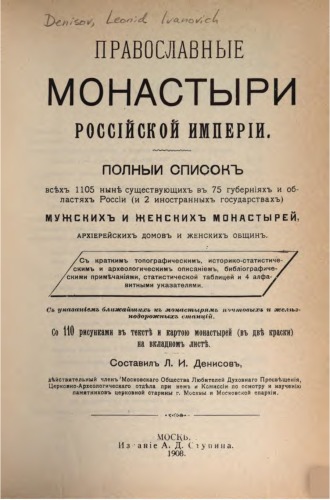 Denisov, Leonid Ivanovich
ПРАВОСЛАВНЫЕ
МОНАСТЫРИ
РОССІЙСКОЙ ИМПЕРІИ.
ПОЛНЫЙ СПИСОКЪ
всѣхъ 1105 нынѣ существующихъ въ 75 губерніяхъ и об-
ластяхъ Россіи (и 2 иностранныхъ государствахъ)
МУЖСКИХЪ И ЖЕНСКИХЪ МОНАСТЫРЕЙ,
АРХІЕРЕЙСКИХЪ ДОМОВЪ И ЖЕНСКИХЪ ОБЩИНЪ.
Съ краткимъ топографическимъ, историко-статистиче-
скимъ и археологическимъ описаніемъ, библіографиче-
скими примѣчаніями, статистической таблицей и 4 алфа-
витными указателями.
Съ указаніемъ ближайшихъ къ монастырямъ почтовыхъ и желѣз-
нодорожныхъ станцій.
Со 110 рисунками въ текстѣ и картою монастырей (въ двѣ краски)
на вкладномъ листѣ.
Составилъ Л. И. Денисовъ,
дѣйствительный членъ Московскаго Общества Любителей Духовнаго Просвѣщенія,
Церковно-Археологическаго отдѣла при немъ и Комиссіи по осмотру и изученію
памятниковъ церковной старины г. Москвы и Московской епархіи.
МОСКВА.
Изданіе А. Д. Ступина.
1908.